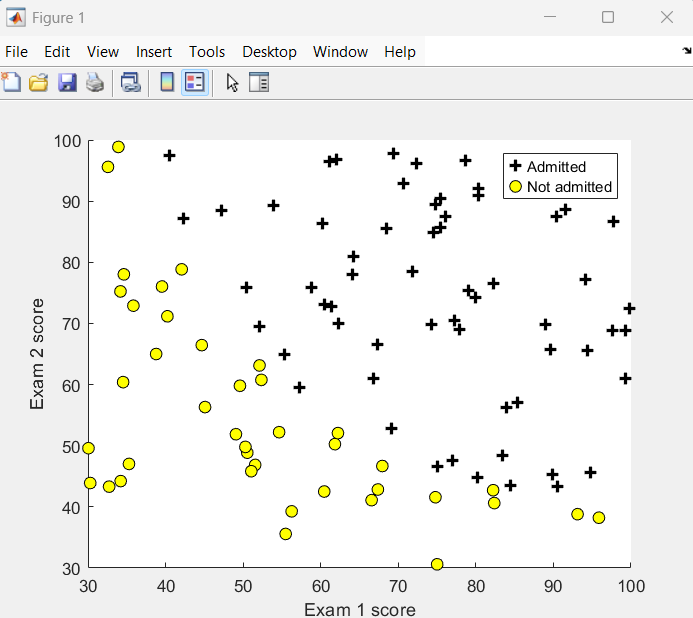 Figure 1
File Edit View Insert Tools Desktop Window Help
100
90
80
70
60
50
40
30
Exam 2 score
Admitted
Not admitted
30 40 50 60 70 80 90 100
Exam 1 score